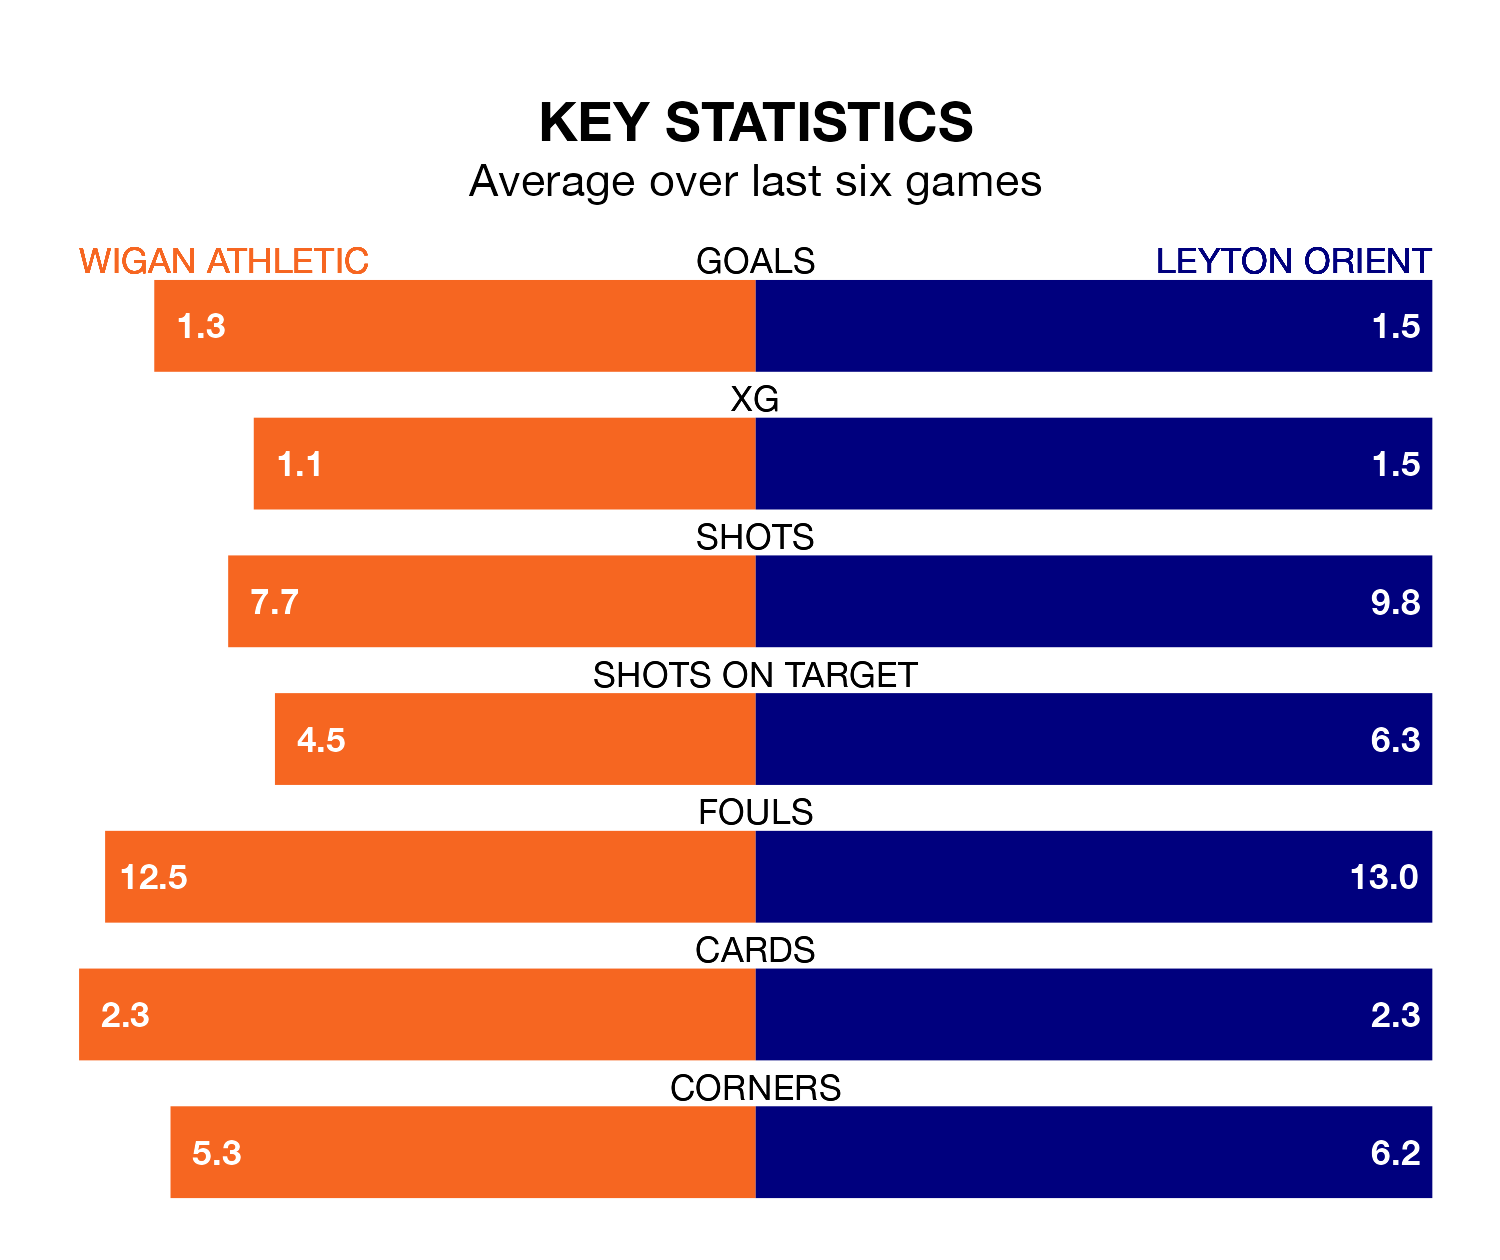 KEY STATISTICS
Average over last six games
WIGAN ATHLETIC GOALS LEYTON ORIENT
1.3 1.5
XG
1.1 1.5
SHOTS
7.7 9.8
SHOTS ON TARGET
4.5 6.3
FOULS
12.5 13.0
CARDS
2.3 2.3
CORNERS
5.3 6.2